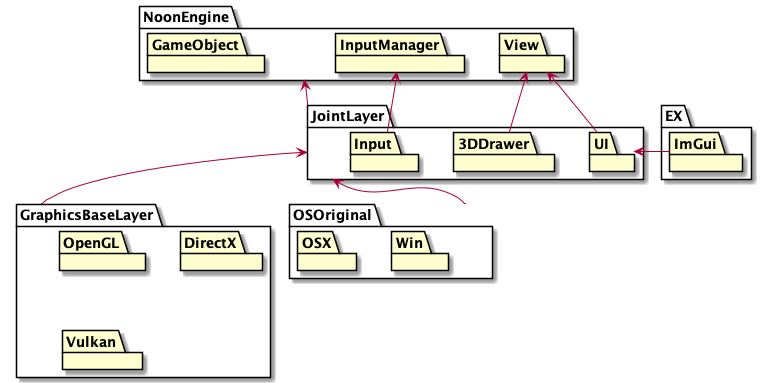 NoonEngine
GameObject
InputManager
View
JointLayer
Input
3DDrawer
UI
EX
ImGui
GraphicsBaseLayer
OpenGL
DirectX
Vulkan
OSOriginal
OSX
Win